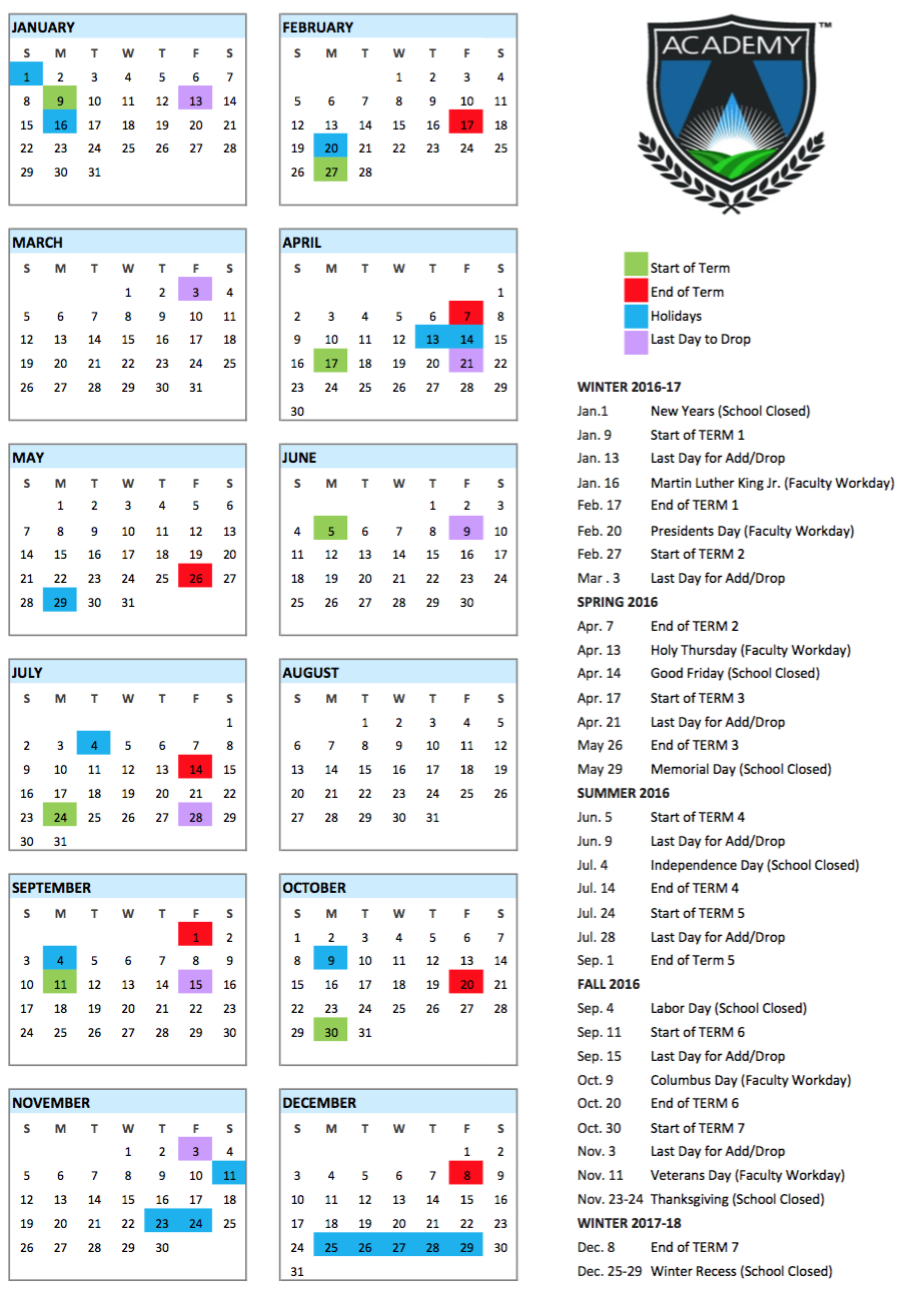 JANUARY
S M T W T F S
1 2 3 4 5 6 7
8 9 10 11 12 13 14
15 16 17 18 19 20 21
22 23 24 25 26 27 28
29 30 31
FEBRUARY
S M T W T F S
1 2 3 4
5 6 7 8 9 10 11
12 13 14 15 16 17 18
19 20 21 22 23 24 25
26 27 28
MARCH
S M T W T F S
1 2 3 4
5 6 7 8 9 10 11
12 13 14 15 16 17 18
19 20 21 22 23 24 25
26 27 28 29 30 31
APRIL
S M T W T F S
1
2 3 4 5 6 7 8
9 10 11 12 13 14 15
16 17 18 19 20 21 22
23 24 25 26 27 28 29
30
MAY
S M T W T F S
1 2 3 4 5 6
7 8 9 10 11 12 13
14 15 16 17 18 19 20
21 22 23 24 25 26 27
28 29 30 31
JUNE
S M T W T F S
1 2 3
4 5 6 7 8 9 10
11 12 13 14 15 16 17
18 19 20 21 22 23 24
25 26 27 28 29 30
JULY
S M T W T F S
1
2 3 4 5 6 7 8
9 10 11 12 13 14 15
16 17 18 19 20 21 22
23 24 25 26 27 28 29
30 31
AUGUST
S M T W T F S
1 2 3 4 5
6 7 8 9 10 11 12
13 14 15 16 17 18 19
20 21 22 23 24 25 26
27 28 29 30 31
SEPTEMBER
S M T W T F S
1 2
3 4 5 6 7 8 9
10 11 12 13 14 15 16
17 18 19 20 21 22 23
24 25 26 27 28 29 30
OCTOBER
S M T W T F S
1 2 3 4 5 6 7
8 9 10 11 12 13 14
15 16 17 18 19 20 21
22 23 24 25 26 27 28
29 30 31
NOVEMBER
S M T W T F S
1 2 3 4
5 6 7 8 9 10 11
12 13 14 15 16 17 18
19 20 21 22 23 24 25
26 27 28 29 30
DECEMBER
S M T W T F S
1 2
3 4 5 6 7 8 9
10 11 12 13 14 15 16
17 18 19 20 21 22 23
24 25 26 27 28 29 30
31
ACADEMY ™
Start of Term
End of Term
Holidays
Last Day to Drop
WINTER 2016-17
Jan.1 New Years (School Closed)
Jan. 9 Start of TERM 1
Jan. 13 Last Day for Add/Drop
Jan. 16 Martin Luther King Jr. (Faculty Workday)
Feb. 17 End of TERM 1
Feb. 20 Presidents Day (Faculty Workday)
Feb. 27 Start of TERM 2
Mar . 3 Last Day for Add/Drop
SPRING 2016
Apr. 7 End of TERM 2
Apr. 13 Holy Thursday (Faculty Workday)
Apr. 14 Good Friday (School Closed)
Apr. 17 Start of TERM 3
Apr. 21 Last Day for Add/Drop
May 26 End of TERM 3
May 29 Memorial Day (School Closed)
SUMMER 2016
Jun. 5 Start of TERM 4
Jun. 9 Last Day for Add/Drop
Jul. 4 Independence Day (School Closed)
Jul. 14 End of TERM 4
Jul. 24 Start of TERM 5
Jul. 28 Last Day for Add/Drop
Sep. 1 End of Term 5
FALL 2016
Sep. 4 Labor Day (School Closed)
Sep. 11 Start of TERM 6
Sep. 15 Last Day for Add/Drop
Oct. 9 Columbus Day (Faculty Workday)
Oct. 20 End of TERM 6
Oct. 30 Start of TERM 7
Nov. 3 Last Day for Add/Drop
Nov. 11 Veterans Day (Faculty Workday)
Nov. 23-24 Thanksgiving (School Closed)
WINTER 2017-18
Dec. 8 End of TERM 7
Dec. 25-29 Winter Recess (School Closed)